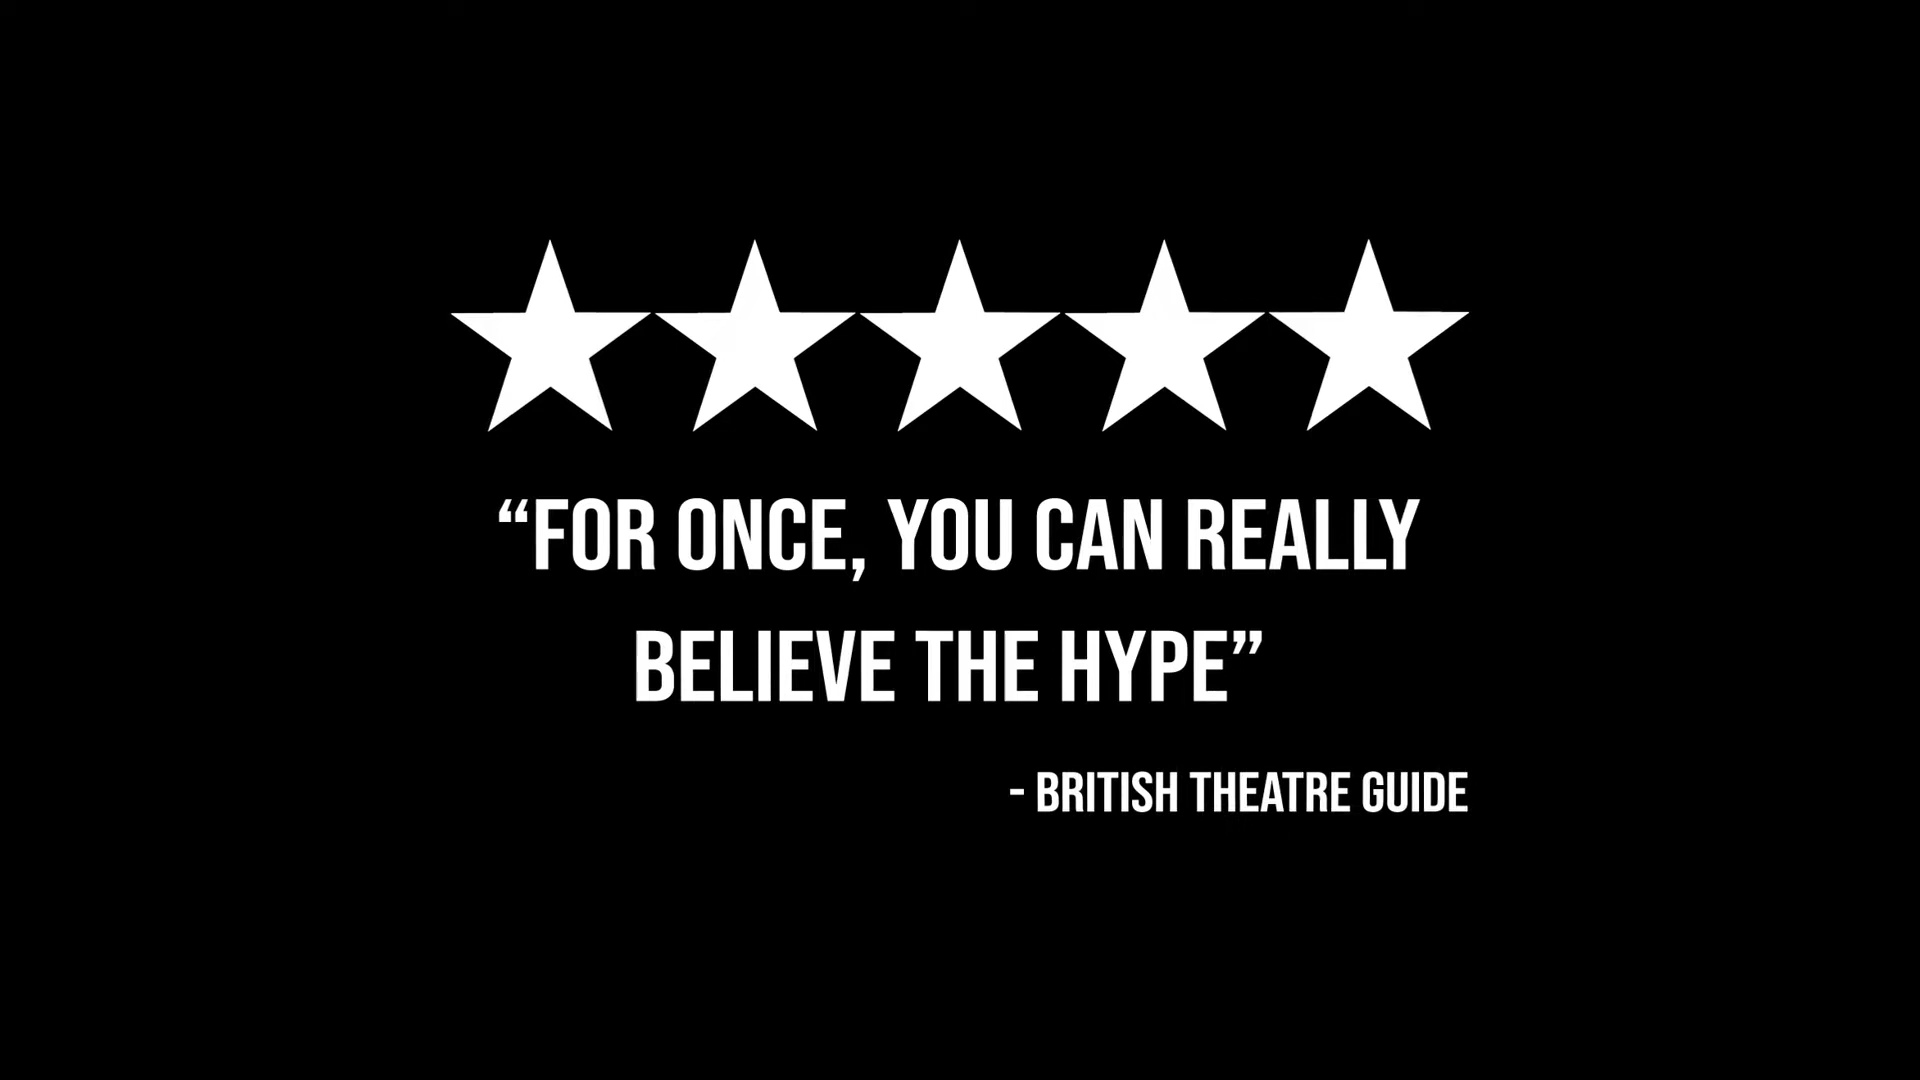 “FOR ONCE, YOU CAN REALLY
BELIEVE THE HYPE”
- BRITISH THEATRE GUIDE